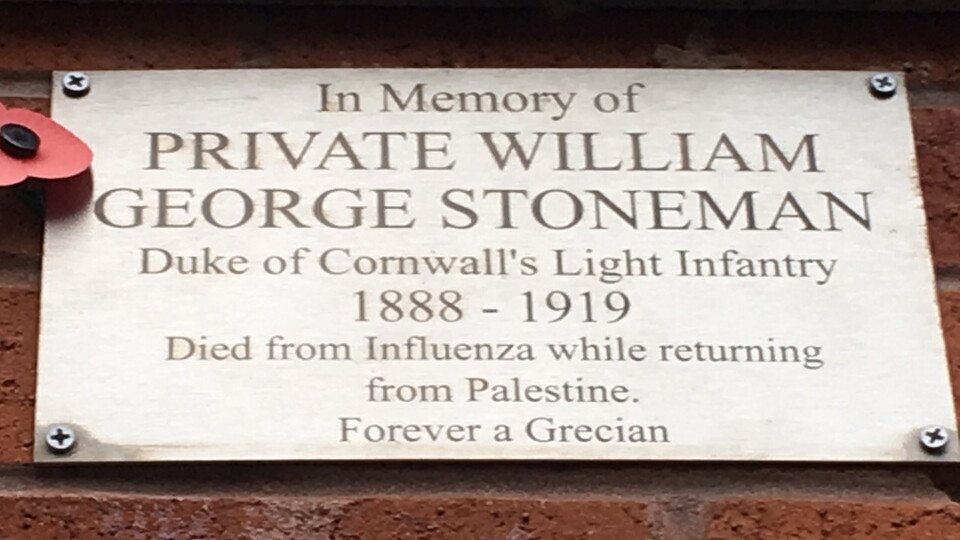 In Memory of
PRIVATE WILLIAM
GEORGE STONEMAN
Duke of Cornwall's Light Infantry
1888 - 1919
Died from Influenza while returning
from Palestine.
Forever a Grecian